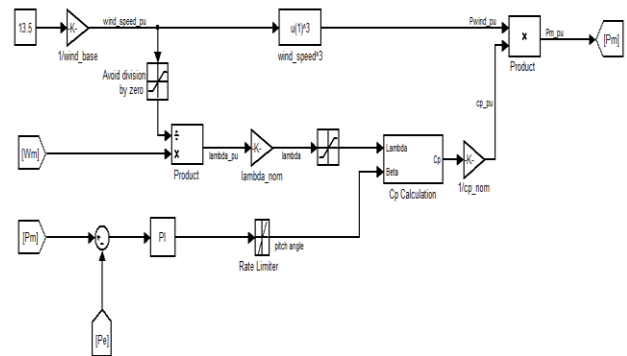 13.5
-K-
1/wind_base
wind_speed_pu
u(1)^3
wind_speed^3
Pwind_pu
x
Product
Pm_pu
[Pm]
Avoid division
by zero
cp_pu
[Wm]
÷
x
Product
lambda_pu
-K-
lambda_nom
lambda
Lambda
Beta
Cp
Cp Calculation
-K-
1/cp_nom
[Pm]
+
-
PI
Rate Limiter
pitch angle
[Pe]